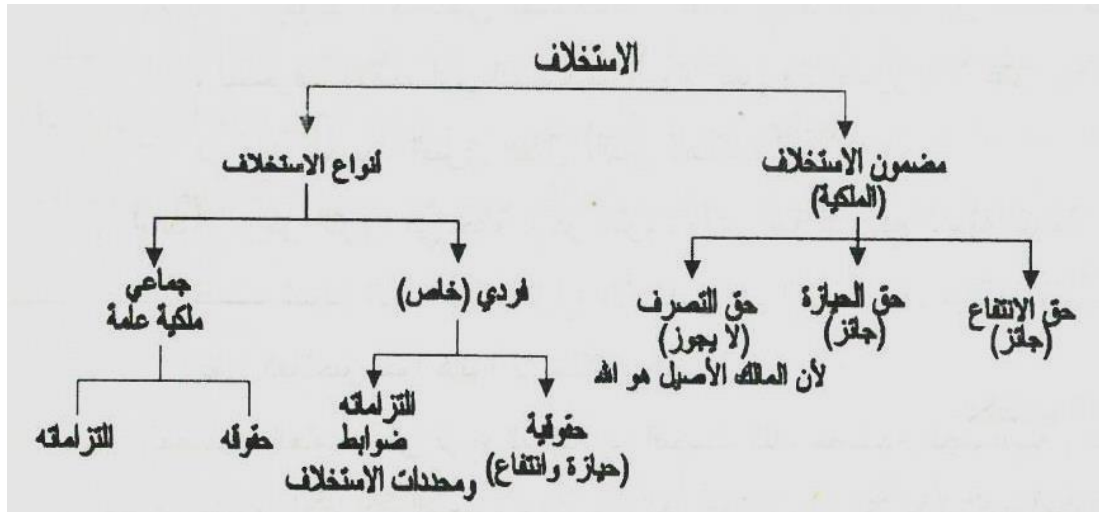 الإستخلاف
مضمون الاستخلاف
(الملكية)
أنواع الاستخلاف
حق الانتفاع
(جائز)
حق الحيازة
(جائز)
حق التصرف
(لا يجوز)
لأن المالك الأصيل هو الله
فردي (خاص)
جماعي
ملكية عامة
حقوقية
(حيازة وانتفاع)
التزاماته
ضوابط
ومحددات الاستخلاف
حقوقه
التزاماته